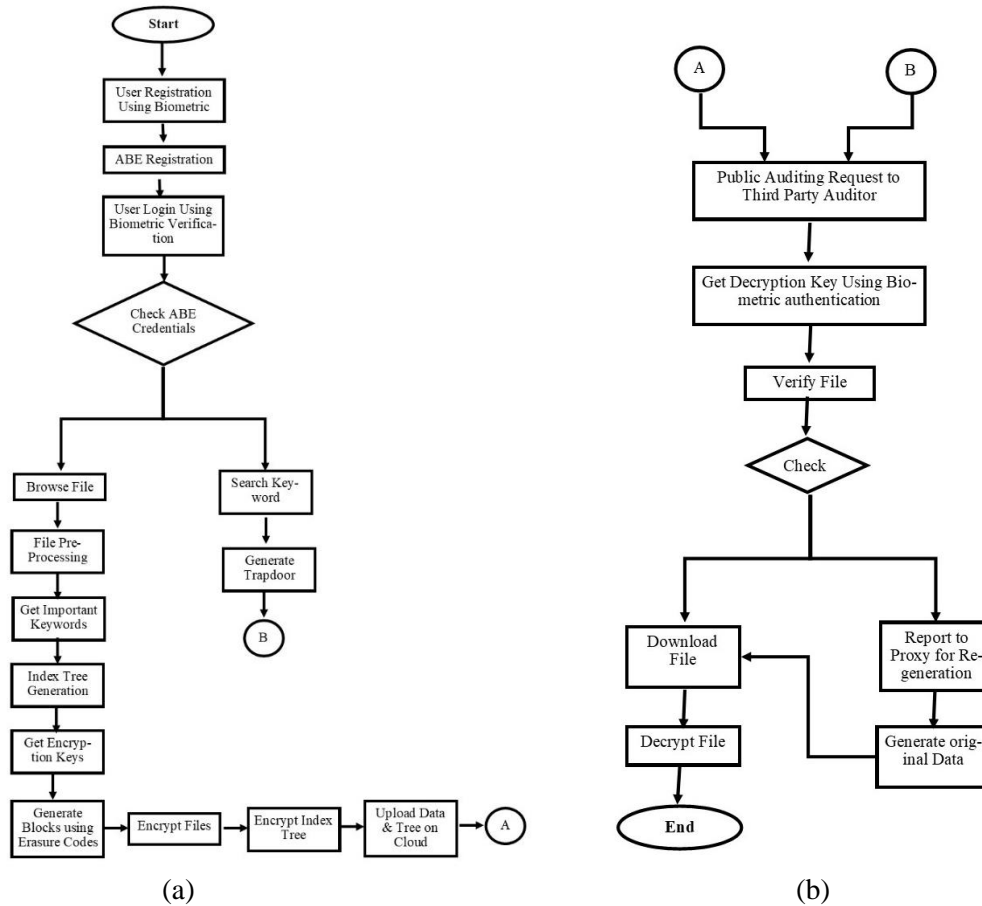 Start
User Registration
Using Biometric
ABE Registration
User Login Using
Biometric Verifica-
tion
Check ABE
Credentials
Browse File
File Pre-
Processing
Get Important
Keywords
Index Tree
Generation
Get Encryp-
tion Keys
Generate
Blocks using
Erasure Codes
Encrypt Files
Encrypt Index
Tree
Upload Data
& Tree on
Cloud
A
Search Key-
word
Generate
Trapdoor
B
(a)
A
B
Public Auditing Request to
Third Party Auditor
Get Decryption Key Using Bio-
metric authentication
Verify File
Check
Download
File
Decrypt File
End
Report to
Proxy for Re-
generation
Generate orig-
inal Data
(b)